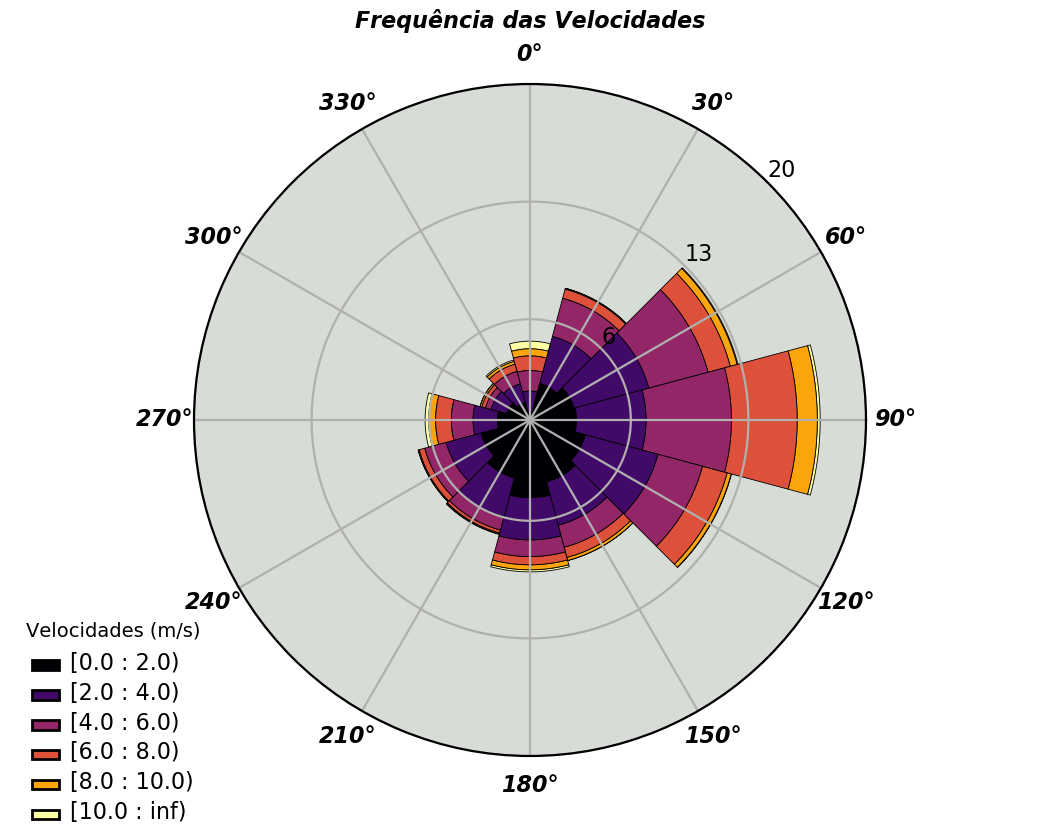 Frequência das Velocidades
0°
330°
30°
20
300°
60°
13
6
270°
90°
240°
120°
Velocidades (m/s)
[0.0 : 2.0)
[2.0 : 4.0)
[4.0 : 6.0)
210°
150°
[6.0 : 8.0)
[8.0 : 10.0)
180°
[10.0 : inf)